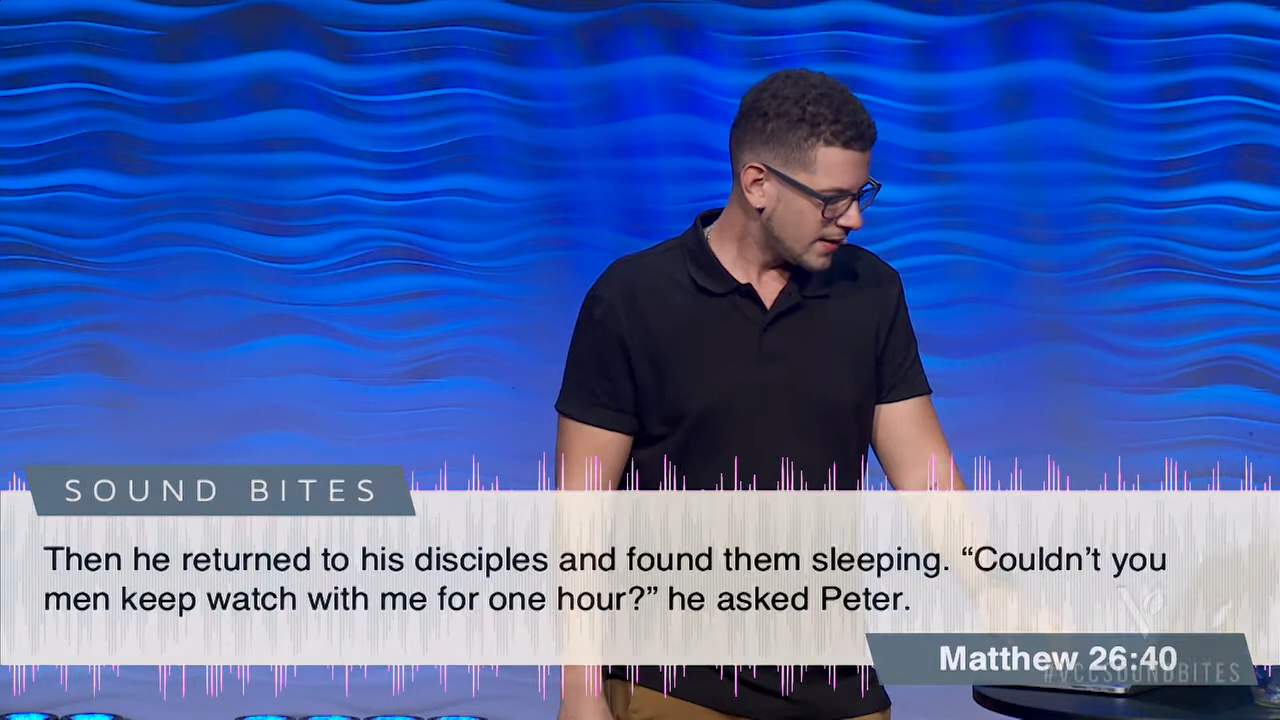 SOUND BITES
Then he returned to his disciples and found them sleeping. “Couldn’t you
men keep watch with me for one hour?” he asked Peter.
Matthew 26:40
#VCCSOUNDBITES